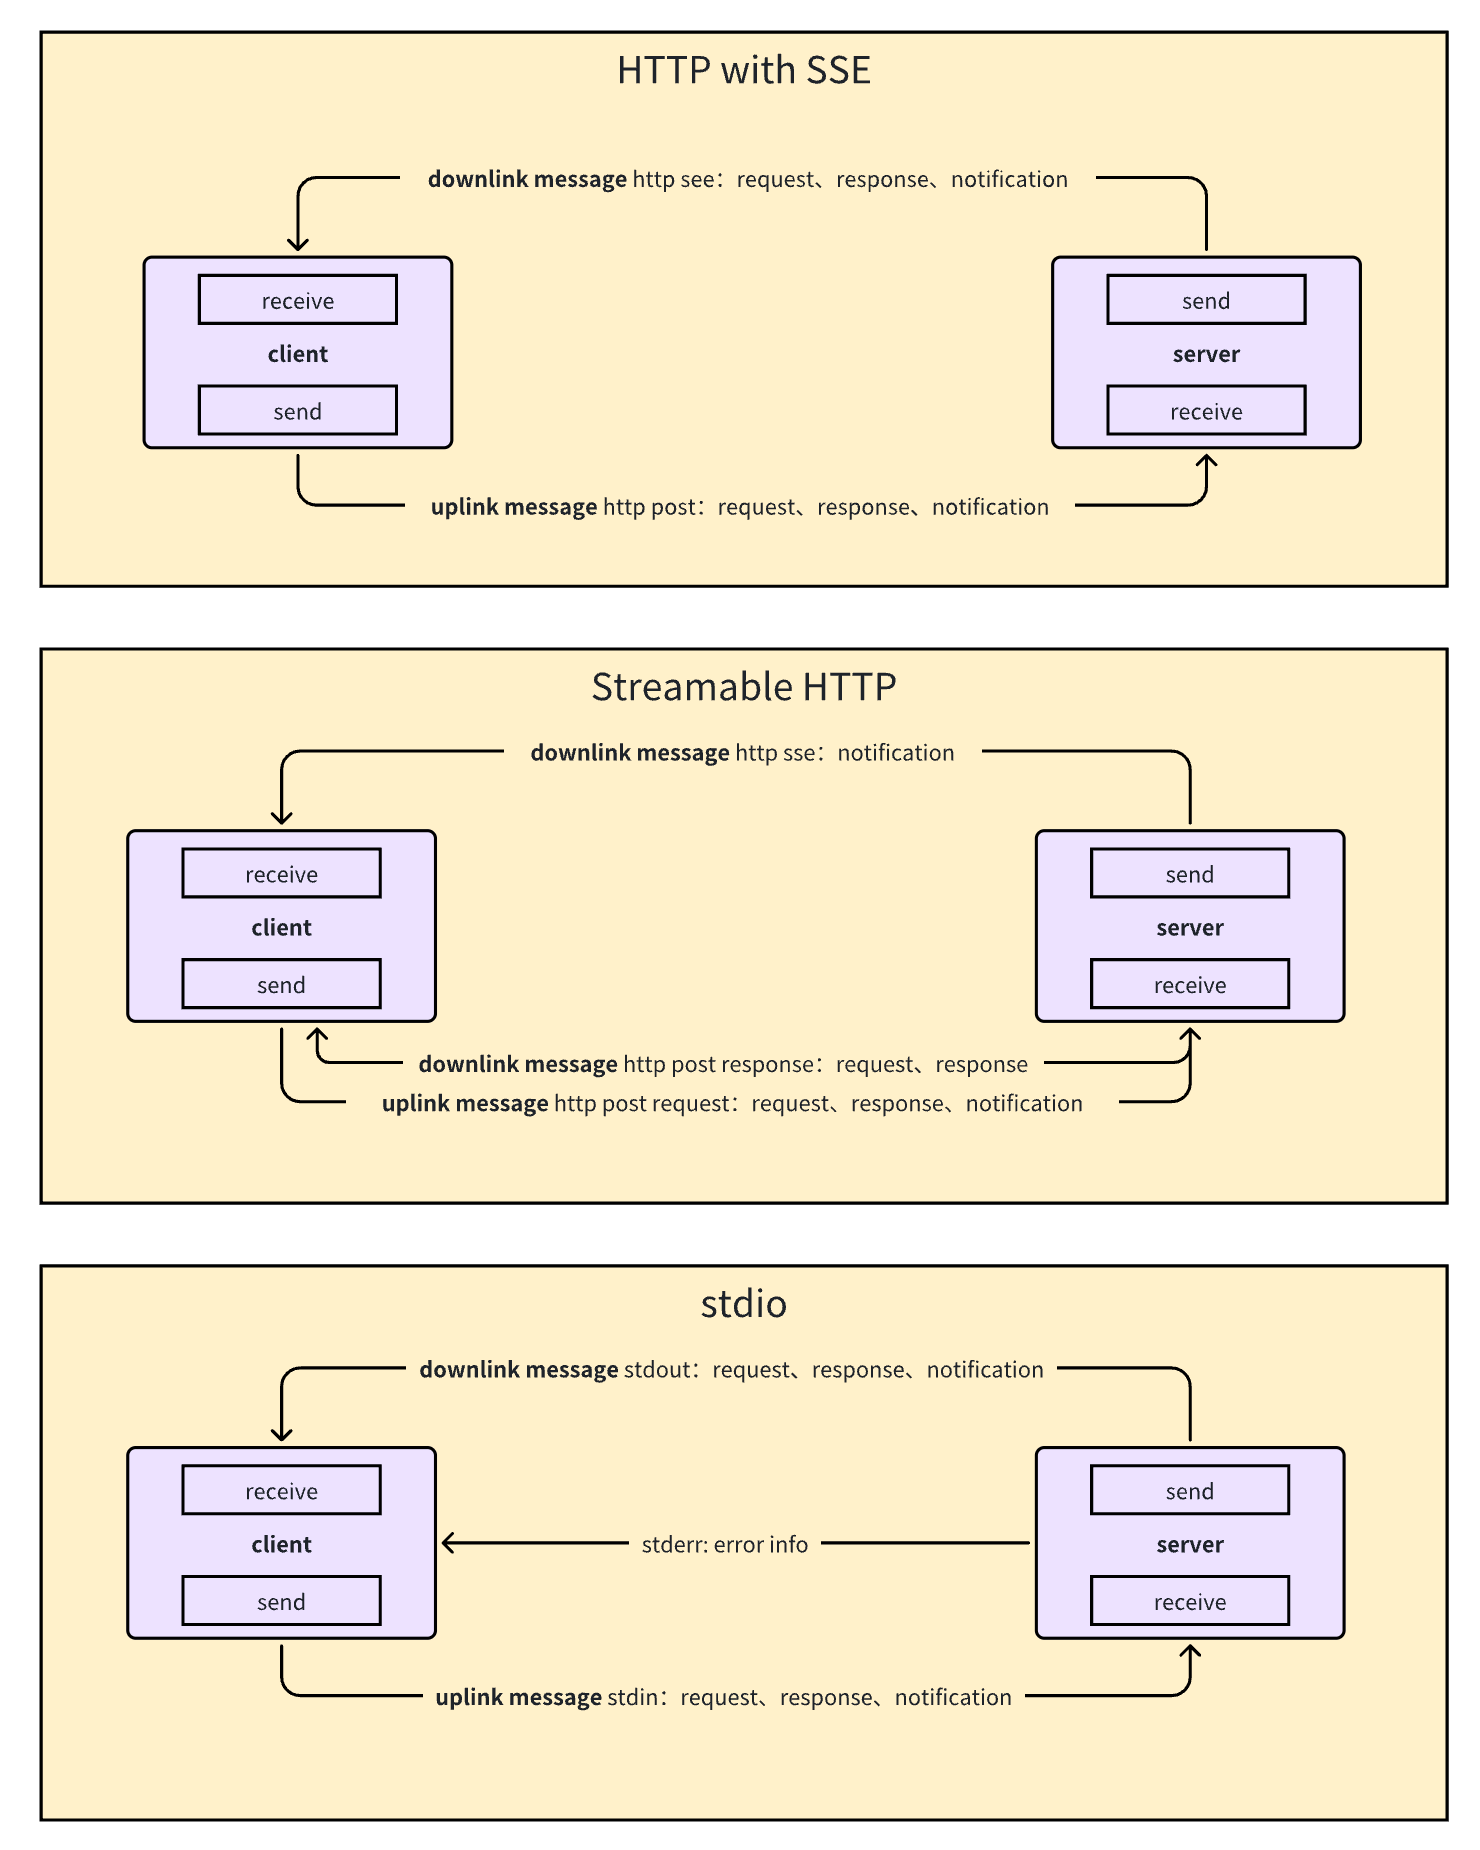 HTTP with SSE
downlink message http see：request、response、notification
receive
client
send
send
server
receive
uplink message http post：request、response、notification
Streamable HTTP
downlink message http sse：notification
receive
client
send
send
server
receive
downlink message http post response：request、response
uplink message http post request：request、response、notification
stdio
downlink message stdout：request、response、notification
receive
client
send
stderr: error info
send
server
receive
uplink message stdin：request、response、notification